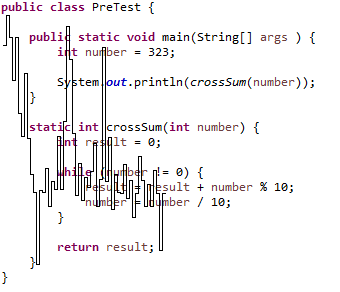 public class PreTest {
public static void main(String[] args ) {
int number = 323;
System.out.println(crossSum(number));
}
static int crossSum(int number) {
int result = 0;
while (number != 0) {
result = result + number % 10;
number = number / 10;
}
return result;
}
}